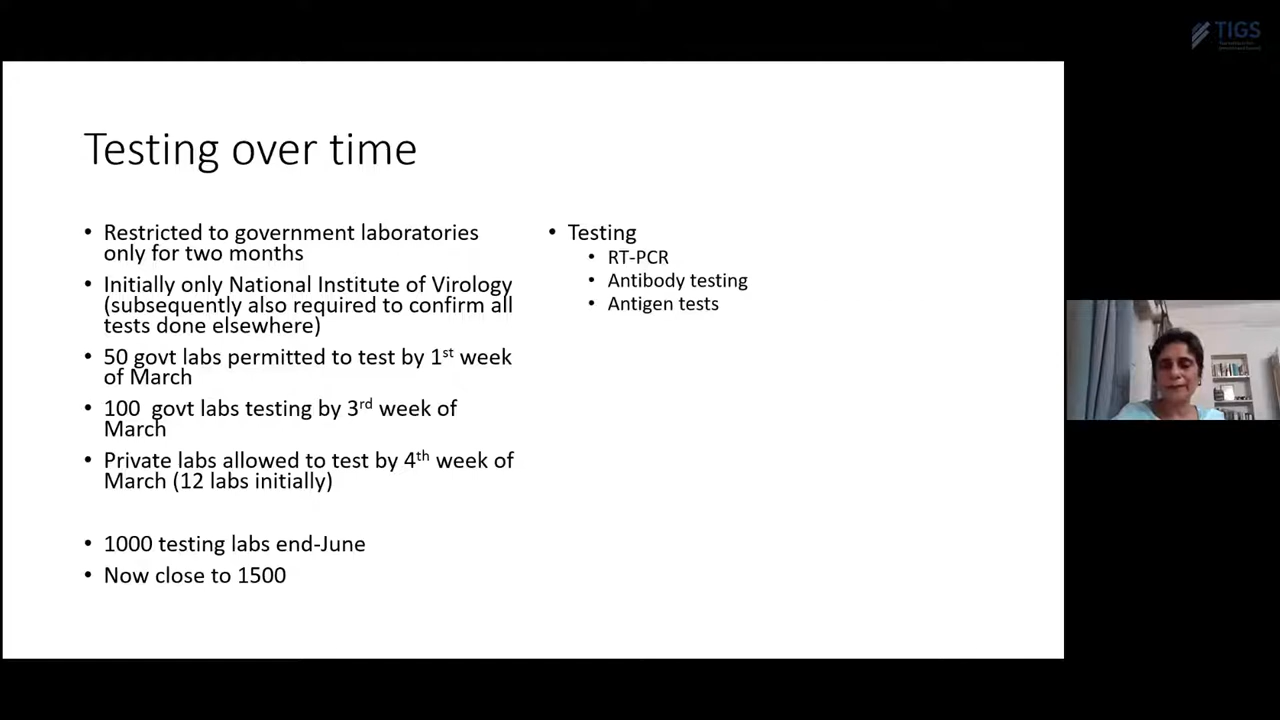 TIGS
Testing over time
• Restricted to government laboratories
only for two months
• Initially only National Institute of Virology
(subsequently also required to confirm all
tests done elsewhere)
• 50 govt labs permitted to test by 1st week
of March
• 100 govt labs testing by 3rd week of
March
• Private labs allowed to test by 4th week of
March (12 labs initially)
• 1000 testing labs end-June
• Now close to 1500
• Testing
• RT-PCR
• Antibody testing
• Antigen tests